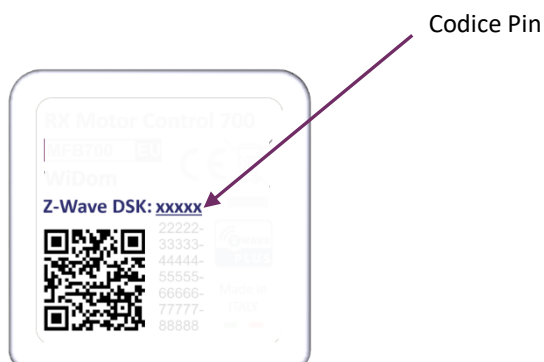 Codice Pin
RX Motor Control 700
MFB700 EU
WiDom
Z-Wave DSK: xxxxx
22222-
33333-
44444-
55555-
66666-
77777-
88888
Made in
ITALY